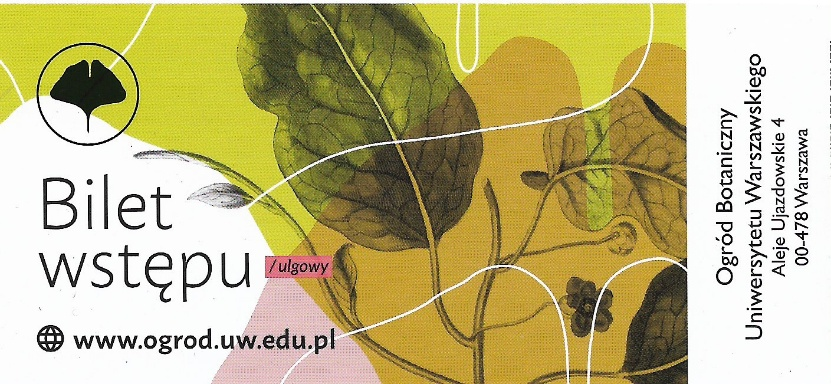 Bilet
wstępu
/ulgowy
www.ogrod.uw.edu.pl
Ogród Botaniczny
Uniwersytetu Warszawskiego
Aleje Ujazdowskie 4
00-478 Warszawa